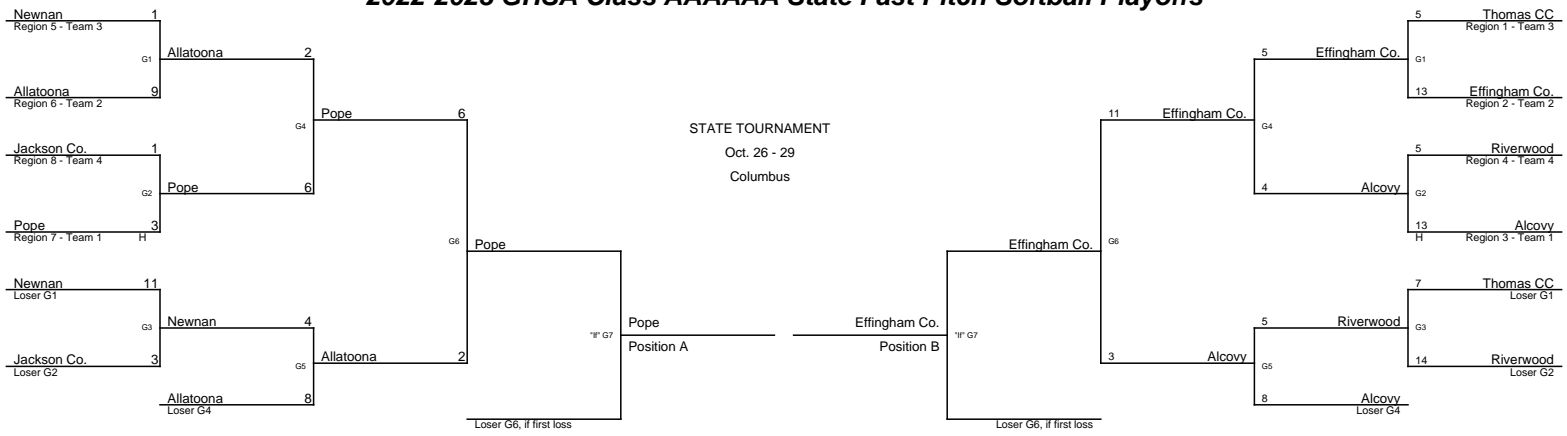 2022-2023 GHSA Class AAAAAA State Fast Pitch Softball Playoffs
Newnan 1
Region 5 - Team 3
G1
Allatoona 2
Allatoona 9
Region 6 - Team 2
G4
Pope 6
Jackson Co. 1
Region 8 - Team 4
G2
Pope 6
Pope 3
Region 7 - Team 1 H
G6
Pope
Newnan 11
Loser G1
G3
Newnan 4
Jackson Co. 3
Loser G2
G5
Allatoona 2
Allatoona 8
Loser G4
Loser G6, if first loss
"If" G7
Pope
Position A
STATE TOURNAMENT
Oct. 26 - 29
Columbus
5 Thomas CC
Region 1 - Team 3
5 Effingham Co.
G1
13 Effingham Co.
Region 2 - Team 2
11 Effingham Co.
G4
5 Riverwood
Region 4 - Team 4
4 Alcovy
G2
13 Alcovy
H Region 3 - Team 1
Effingham Co.
G6
7 Thomas CC
Loser G1
5 Riverwood
G3
14 Riverwood
Loser G2
3 Alcovy
G5
8 Alcovy
Loser G4
Loser G6, if first loss
Effingham Co.
Position B
"If" G7